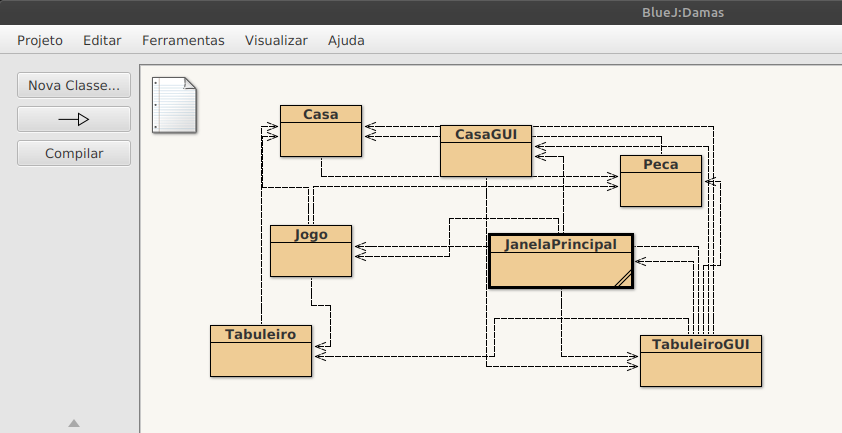 BlueJ:Damas
Projeto Editar Ferramentas Visualizar Ajuda
Nova Classe...
Compilar
Casa
CasaGUI
Peca
Jogo
JanelaPrincipal
Tabuleiro
TabuleiroGUI